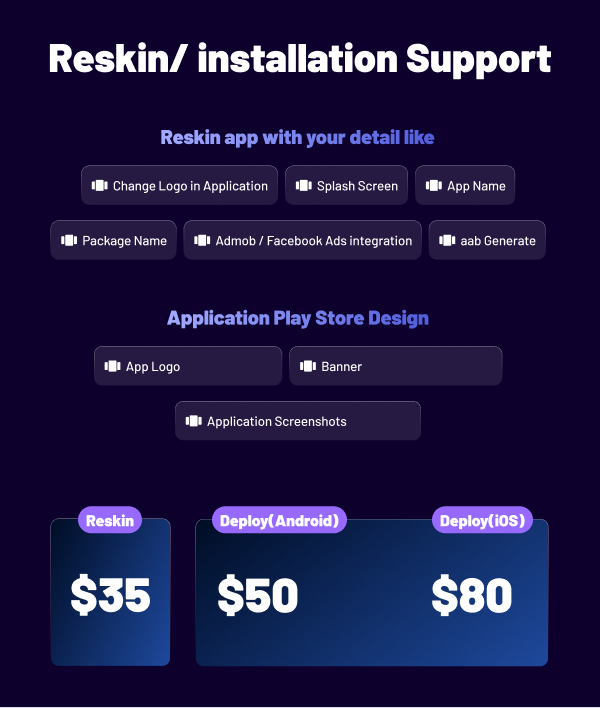 Reskin/ installation Support
Reskin app with your detail like
Change Logo in Application
Splash Screen
App Name
Package Name
Admob / Facebook Ads integration
aab Generate
Application Play Store Design
App Logo
Banner
Application Screenshots
Reskin
Deploy(Android)
Deploy(iOS)
$35
$50
$80